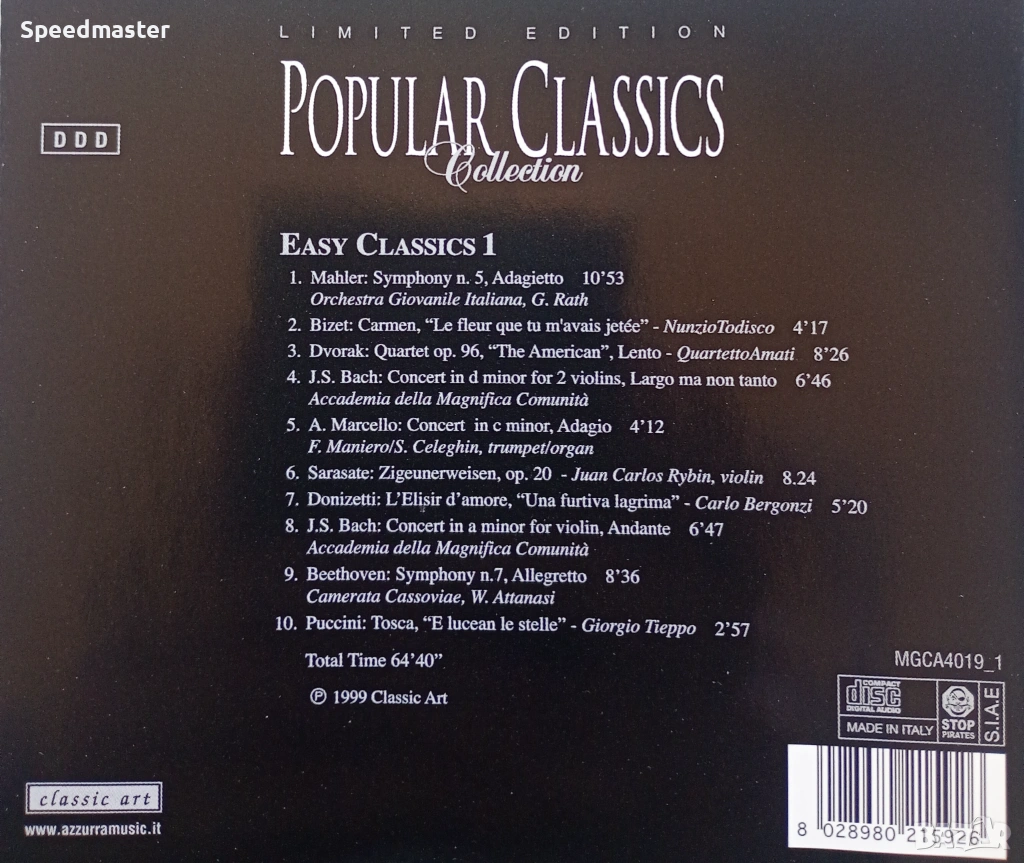 Speedmaster
LIMITED EDITION
POPULAR CLASSICS
Collection
DDD
EASY CLASSICS 1
1. Mahler: Symphony n. 5, Adagietto 10’53
Orchestra Giovanile Italiana, G. Rath
2. Bizet: Carmen, “Le fleur que tu m'avais jetée” - NunzioTodisco 4’17
3. Dvorak: Quartet op. 96, “The American”, Lento - QuartettoAmati 8’26
4. J.S. Bach: Concert in d minor for 2 violins, Largo ma non tanto 6’46
Accademia della Magnifica Comunità
5. A. Marcello: Concert in c minor, Adagio 4’12
F. Maniero/S. Celeghin, trumpet/organ
6. Sarasate: Zigeunerweisen, op. 20 - Juan Carlos Rybin, violin 8.24
7. Donizetti: L’Elisir d’amore, “Una furtiva lagrima” - Carlo Bergonzi 5’20
8. J.S. Bach: Concert in a minor for violin, Andante 6’47
Accademia della Magnifica Comunità
9. Beethoven: Symphony n.7, Allegretto 8’36
Camerata Cassoviae, W. Attanasi
10. Puccini: Tosca, “E lucean le stelle” - Giorgio Tieppo 2’57
Total Time 64’40”
℗ 1999 Classic Art
MGCA4019_1
COMPACT
disc
DIGITAL AUDIO
MADE IN ITALY
STOP
PIRATES
S.I.A.E
classic art
www.azzurramusic.it
8 028980 215926